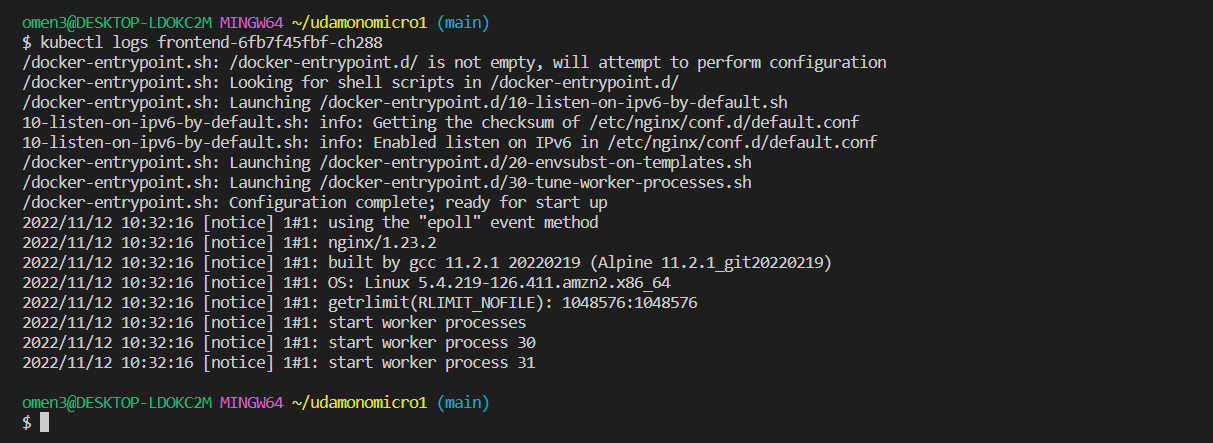 omen3@DESKTOP-LDOKC2M MINGW64 ~/udamonomicro1 (main)
$ kubectl logs frontend-6fb7f45fbf-ch288
/docker-entrypoint.sh: /docker-entrypoint.d/ is not empty, will attempt to perform configuration
/docker-entrypoint.sh: Looking for shell scripts in /docker-entrypoint.d/
/docker-entrypoint.sh: Launching /docker-entrypoint.d/10-listen-on-ipv6-by-default.sh
10-listen-on-ipv6-by-default.sh: info: Getting the checksum of /etc/nginx/conf.d/default.conf
10-listen-on-ipv6-by-default.sh: info: Enabled listen on IPv6 in /etc/nginx/conf.d/default.conf
/docker-entrypoint.sh: Launching /docker-entrypoint.d/20-envsubst-on-templates.sh
/docker-entrypoint.sh: Launching /docker-entrypoint.d/30-tune-worker-processes.sh
/docker-entrypoint.sh: Configuration complete; ready for start up
2022/11/12 10:32:16 [notice] 1#1: using the "epoll" event method
2022/11/12 10:32:16 [notice] 1#1: nginx/1.23.2
2022/11/12 10:32:16 [notice] 1#1: built by gcc 11.2.1 20220219 (Alpine 11.2.1_git20220219)
2022/11/12 10:32:16 [notice] 1#1: OS: Linux 5.4.219-126.411.amzn2.x86_64
2022/11/12 10:32:16 [notice] 1#1: getrlimit(RLIMIT_NOFILE): 1048576:1048576
2022/11/12 10:32:16 [notice] 1#1: start worker processes
2022/11/12 10:32:16 [notice] 1#1: start worker process 30
2022/11/12 10:32:16 [notice] 1#1: start worker process 31
omen3@DESKTOP-LDOKC2M MINGW64 ~/udamonomicro1 (main)
$